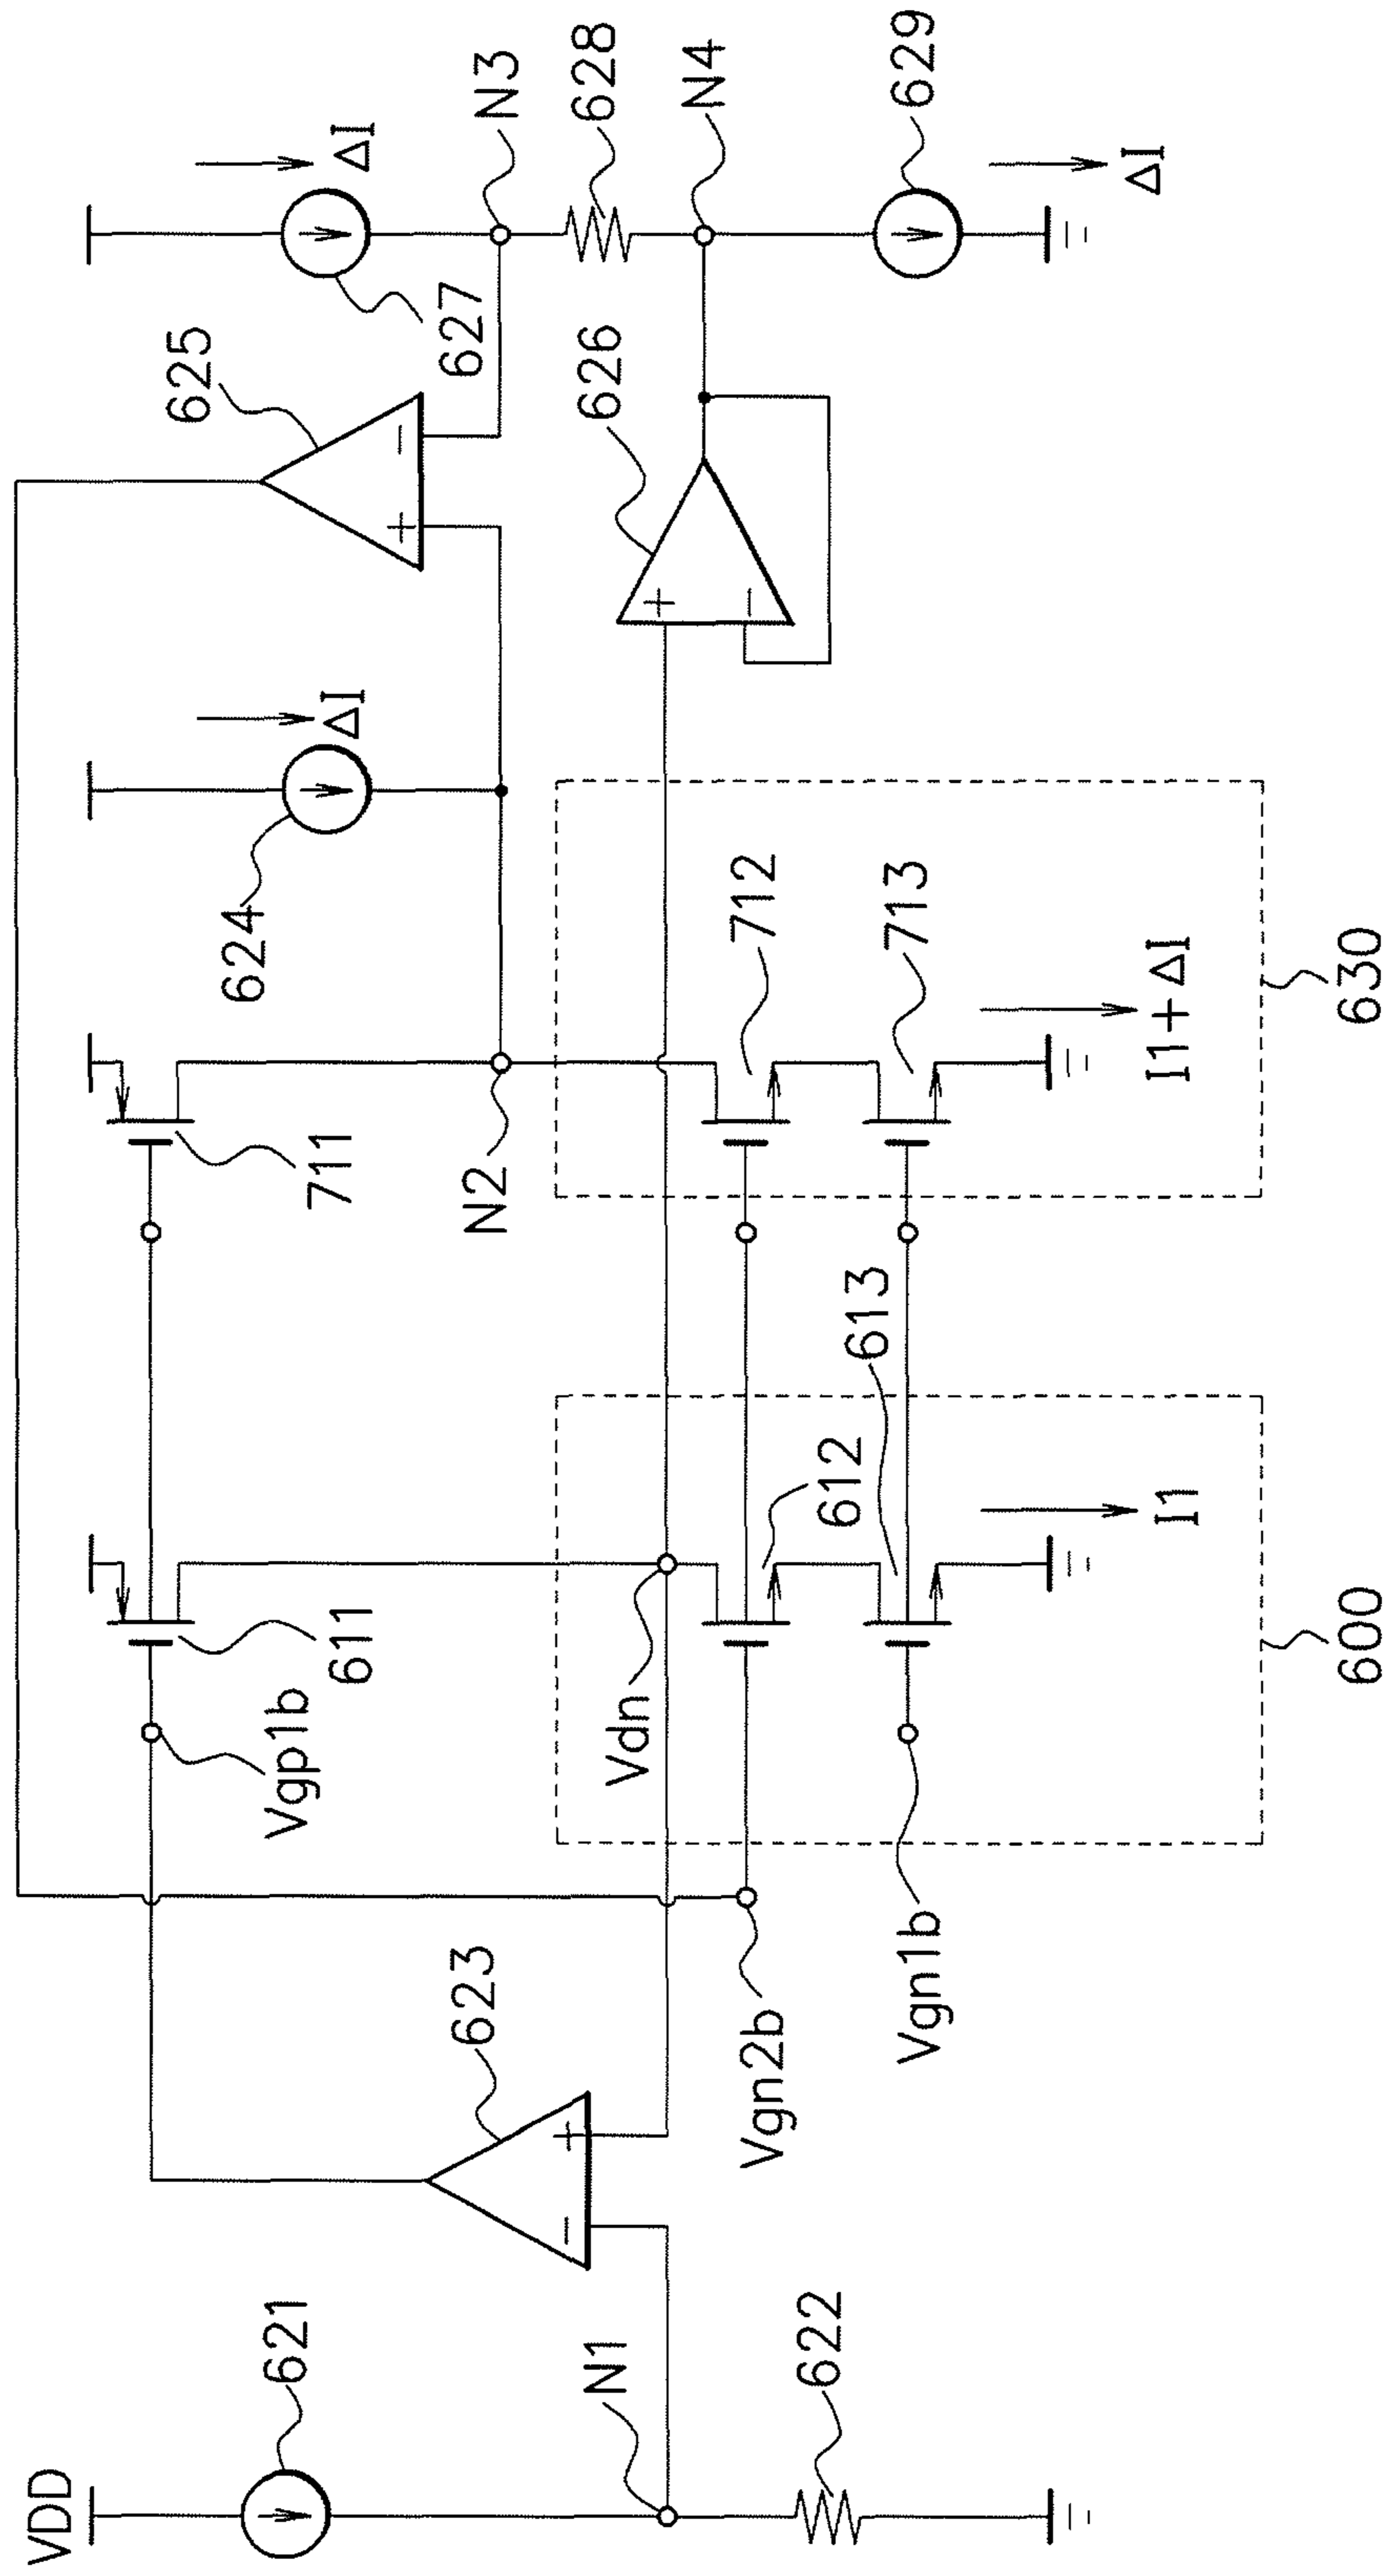 VDD
621
N1
622
623
Vgp1b
611
Vdn
Vgn2b
Vgn1b
612
613
I1
600
711
N2
712
713
I1+ΔI
630
624
ΔI
625
626
627
ΔI
N3
628
N4
629
ΔI
−
+
+
−
+
−